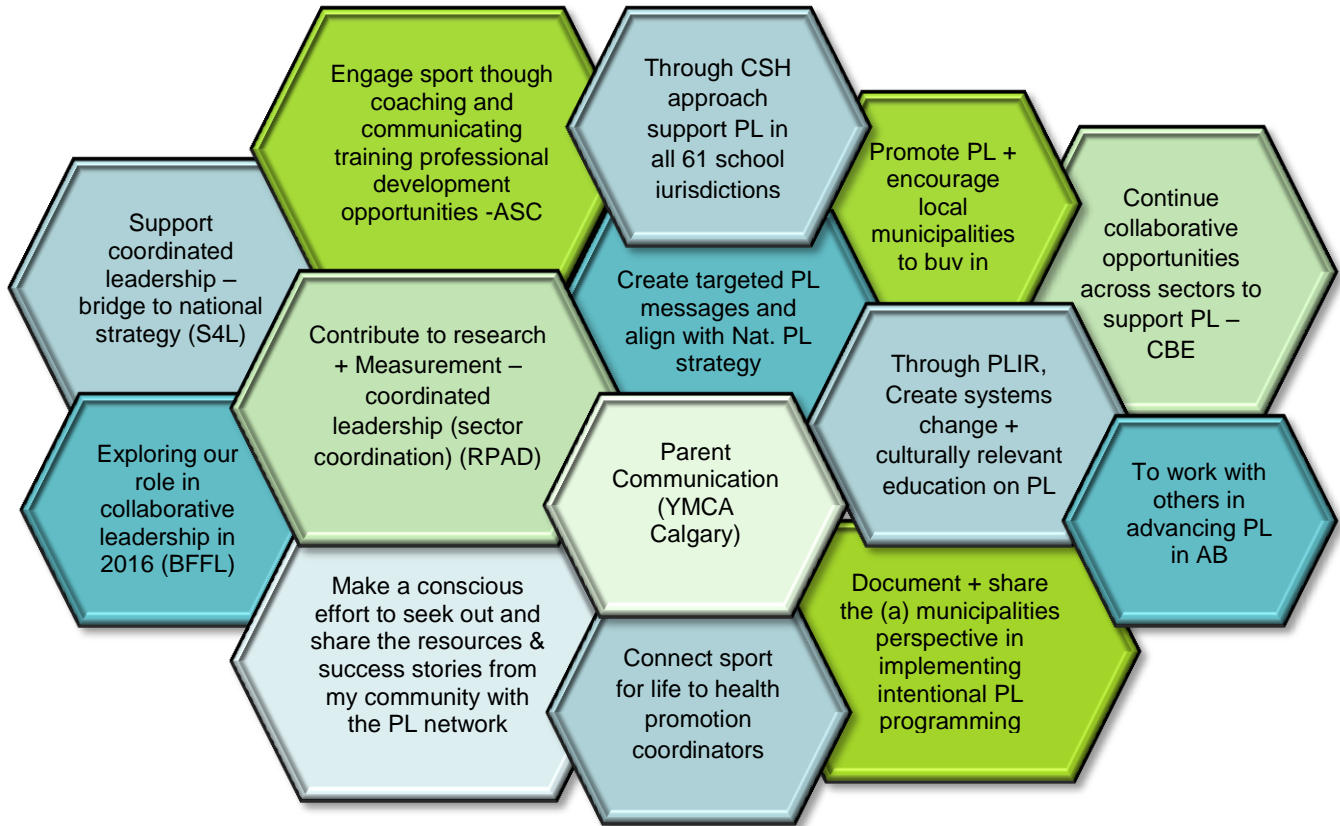 Engage sport though
coaching and
communicating
training professional
development
opportunities -ASC
Through CSH
approach
support PL in
all 61 school
iurisdictions
Promote PL +
encourage
local
municipalities
to buv in
Continue
collaborative
opportunities
across sectors to
support PL –
CBE
Support
coordinated
leadership –
bridge to national
strategy (S4L)
Contribute to research
+ Measurement –
coordinated
leadership (sector
coordination) (RPAD)
Create targeted PL
messages and
align with Nat. PL
strategy
Through PLIR,
Create systems
change +
culturally relevant
education on PL
Exploring our
role in
collaborative
leadership in
2016 (BFFL)
Parent
Communication
(YMCA
Calgary)
To work with
others in
advancing PL
in AB
Make a conscious
effort to seek out and
share the resources &
success stories from
my community with
the PL network
Connect sport
for life to health
promotion
coordinators
Document + share
the (a) municipalities
perspective in
implementing
intentional PL
programming